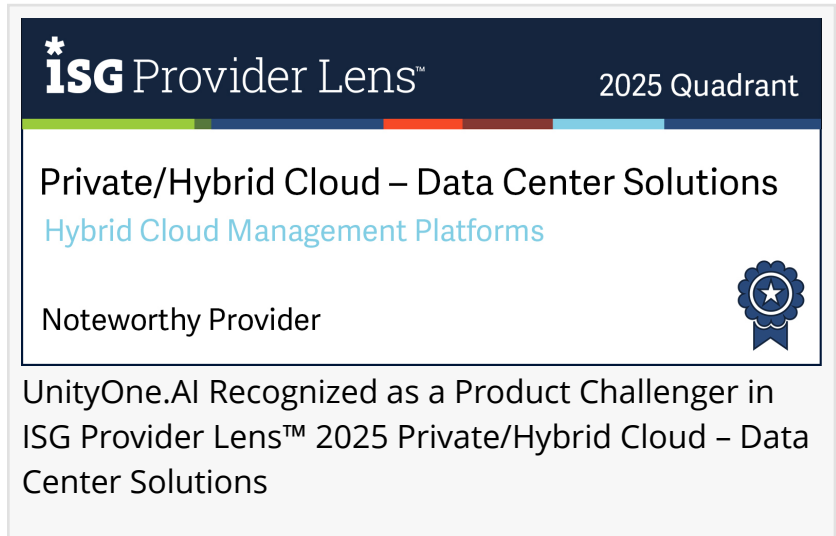 ISG Provider Lens™
2025 Quadrant
Private/Hybrid Cloud – Data Center Solutions
Hybrid Cloud Management Platforms
Noteworthy Provider
UnityOne.AI Recognized as a Product Challenger in
ISG Provider Lens™ 2025 Private/Hybrid Cloud – Data
Center Solutions